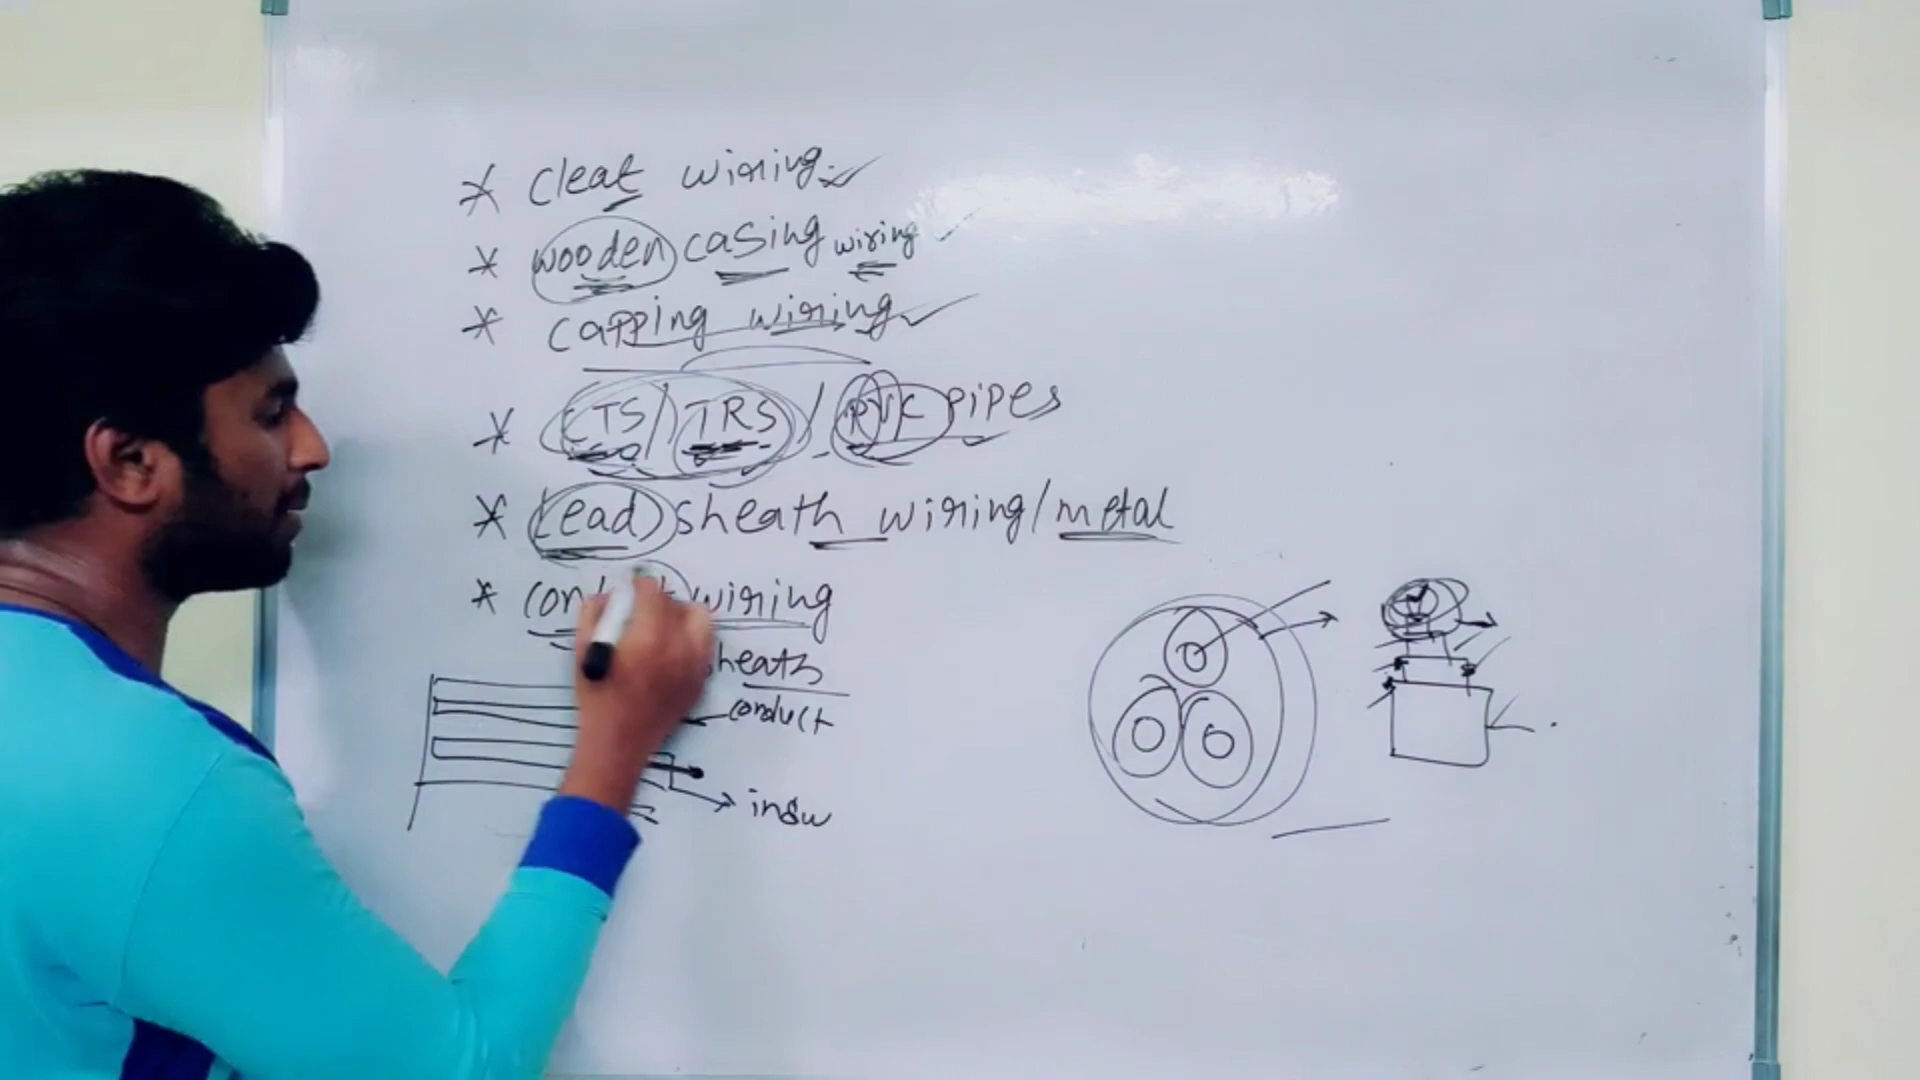 * cleat wiring
* wooden casing wiring
* capping wiring
* CTS/TRS/PVC pipes
* Lead sheath wiring/metal
* wiring
sheath
conduct
insu